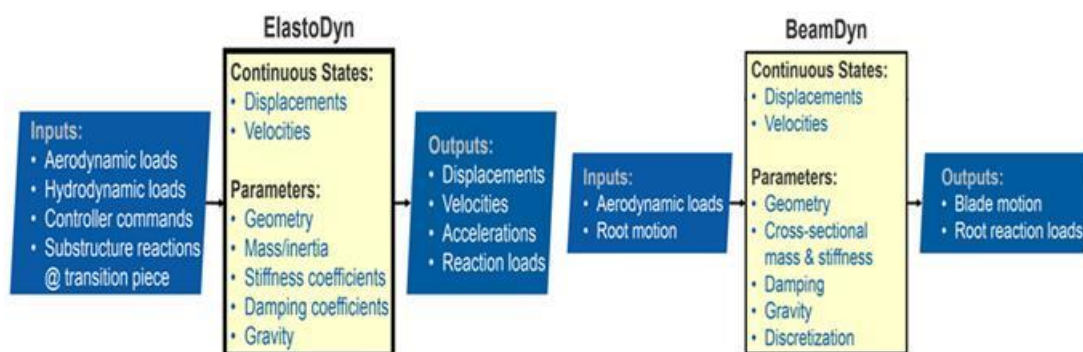 ElastoDyn
Inputs:
• Aerodynamic loads
• Hydrodynamic loads
• Controller commands
• Substructure reactions
@ transition piece
Continuous States:
• Displacements
• Velocities
Parameters:
• Geometry
• Mass/inertia
• Stiffness coefficients
• Damping coefficients
• Gravity
Outputs:
• Displacements
• Velocities
• Accelerations
• Reaction loads
BeamDyn
Inputs:
• Aerodynamic loads
• Root motion
Continuous States:
• Displacements
• Velocities
Parameters:
• Geometry
• Cross-sectional
mass & stiffness
• Damping
• Gravity
• Discretization
Outputs:
• Blade motion
• Root reaction loads